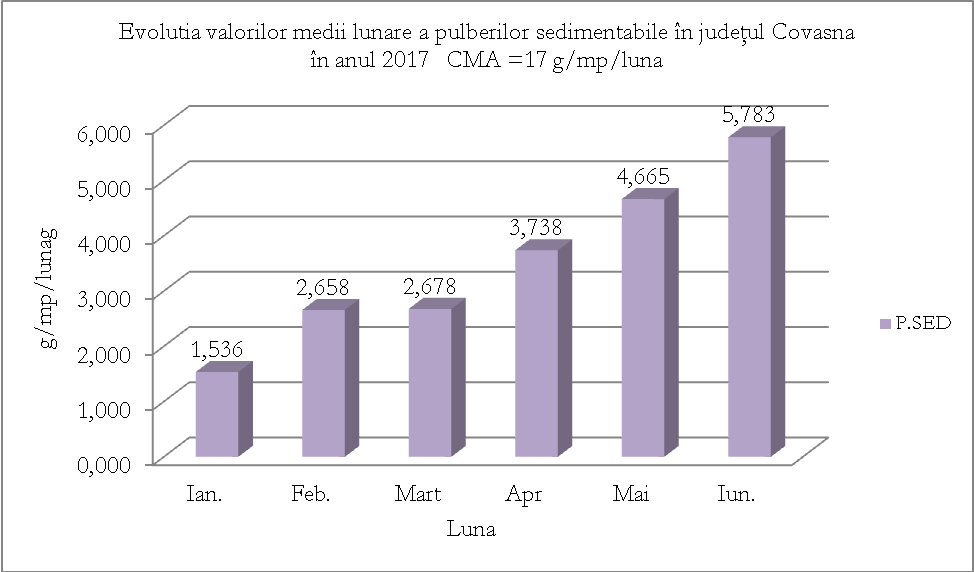 Evolutia valorilor medii lunare a pulberilor sedimentabile în județul Covasna
în anul 2017 CMA =17 g/mp/luna
6,000
5,000
4,000
3,000
2,000
1,000
0,000
g/mp/lunag
1,536
2,658
2,678
3,738
4,665
5,783
P.SED
Ian.
Feb.
Mart
Apr
Mai
Iun.
Luna